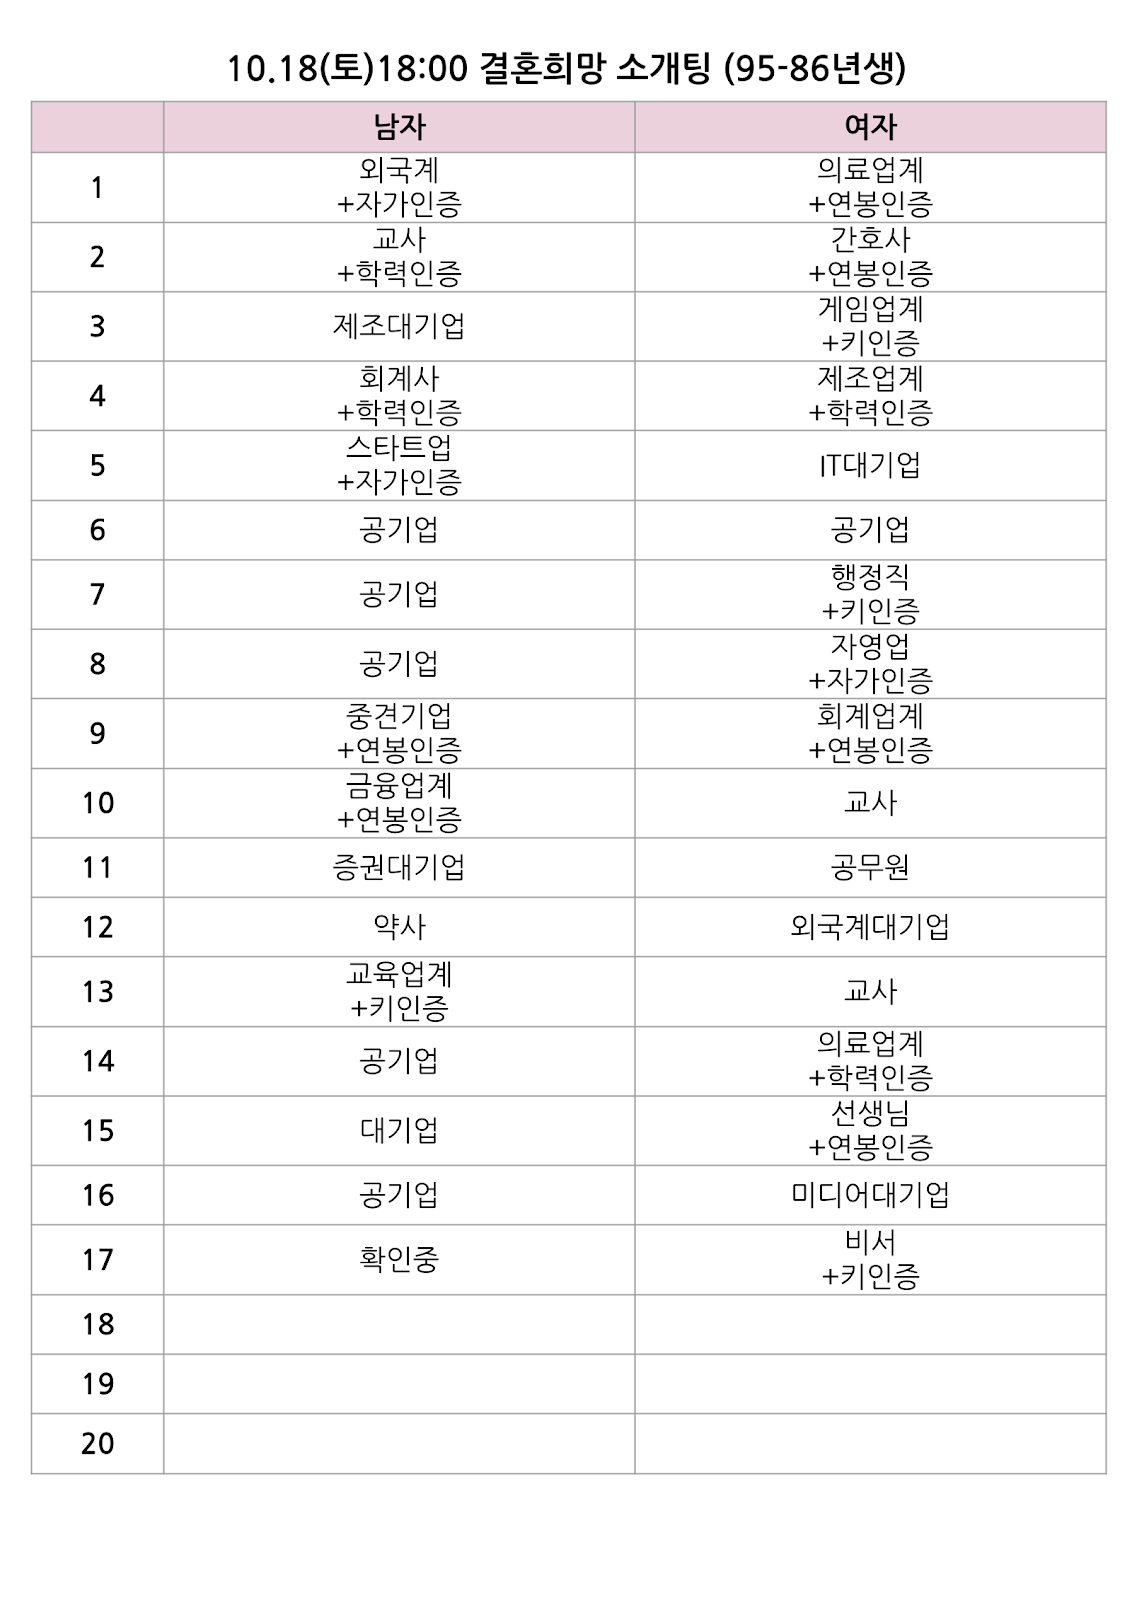 10.18(토)18:00 결혼희망 소개팅 (95-86년생)
남자 여자
1 외국계 +자가인증 의료업계 +연봉인증
2 교사 +학력인증 간호사 +연봉인증
3 제조대기업 게임업계 +키인증
4 회계사 +학력인증 제조업계 +학력인증
5 스타트업 +자가인증 IT대기업
6 공기업 공기업
7 공기업 행정직 +키인증
8 공기업 자영업 +자가인증
9 중견기업 +연봉인증 회계업계 +연봉인증
10 금융업계 +연봉인증 교사
11 증권대기업 공무원
12 약사 외국계대기업
13 교육업계 +키인증 교사
14 공기업 의료업계 +학력인증
15 대기업 선생님 +연봉인증
16 공기업 미디어대기업
17 확인중 비서 +키인증
18
19
20